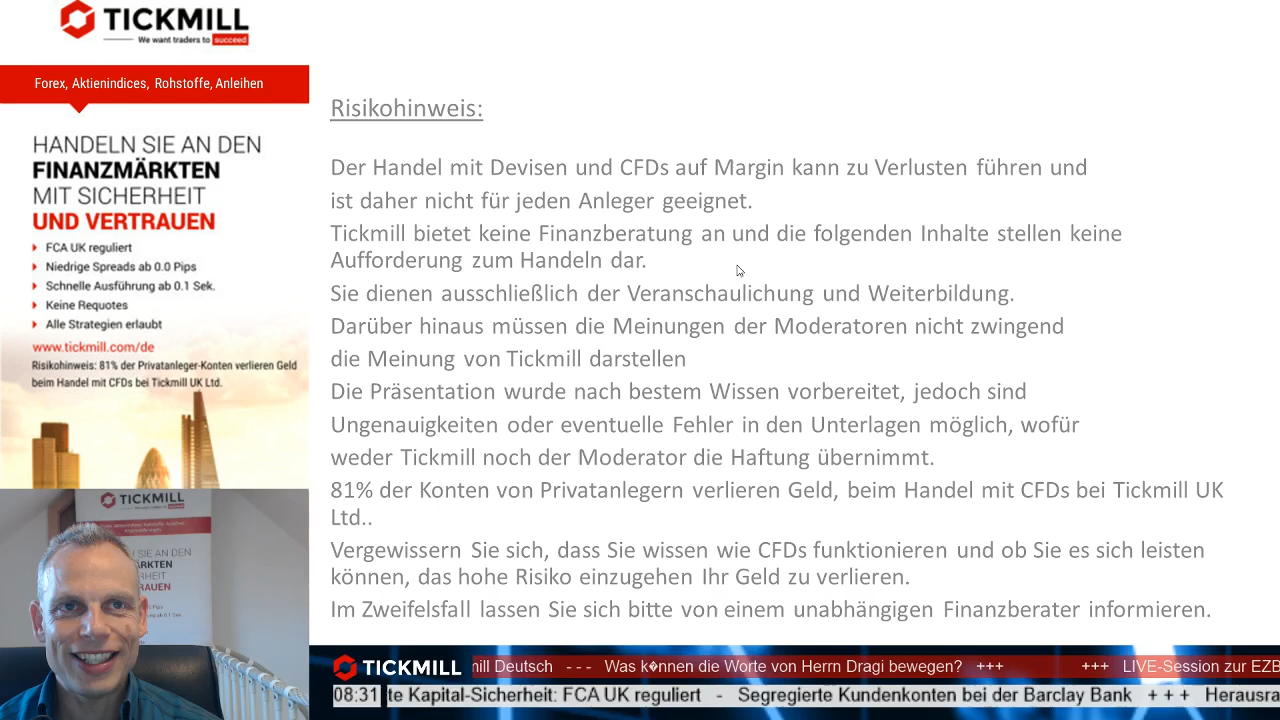 TICKMILL
We want traders to succeed
Forex, Aktienindices, Rohstoffe, Anleihen
HANDELN SIE AN DEN
FINANZMÄRKTEN
MIT SICHERHEIT
UND VERTRAUEN
FCA UK reguliert
Niedrige Spreads ab 0.0 Pips
Schnelle Ausführung ab 0.1 Sek.
Keine Requotes
Alle Strategien erlaubt
www.tickmill.com/de
Risikohinweis: 81% der Privatanleger-Konten verlieren Geld
beim Handel mit CFDs bei Tickmill UK Ltd.
Risikohinweis:
Der Handel mit Devisen und CFDs auf Margin kann zu Verlusten führen und
ist daher nicht für jeden Anleger geeignet.
Tickmill bietet keine Finanzberatung an und die folgenden Inhalte stellen keine
Aufforderung zum Handeln dar.
Sie dienen ausschließlich der Veranschaulichung und Weiterbildung.
Darüber hinaus müssen die Meinungen der Moderatoren nicht zwingend
die Meinung von Tickmill darstellen
Die Präsentation wurde nach bestem Wissen vorbereitet, jedoch sind
Ungenauigkeiten oder eventuelle Fehler in den Unterlagen möglich, wofür
weder Tickmill noch der Moderator die Haftung übernimmt.
81% der Konten von Privatanlegern verlieren Geld, beim Handel mit CFDs bei Tickmill UK
Ltd..
Vergewissern Sie sich, dass Sie wissen wie CFDs funktionieren und ob Sie es sich leisten
können, das hohe Risiko einzugehen Ihr Geld zu verlieren.
Im Zweifelsfall lassen Sie sich bitte von einem unabhängigen Finanzberater informieren.
TICKMILL
SIE AN DEN
ÄRKTEN
ERHEIT
RAUEN
TICKMILL
mill Deutsch - - - Was k�nnen die Worte von Herrn Dragi bewegen? +++ +++ LIVE-Session zur EZB
08:31 te Kapital-Sicherheit: FCA UK reguliert - Segregierte Kundenkonten bei der Barclay Bank + + + Herausra